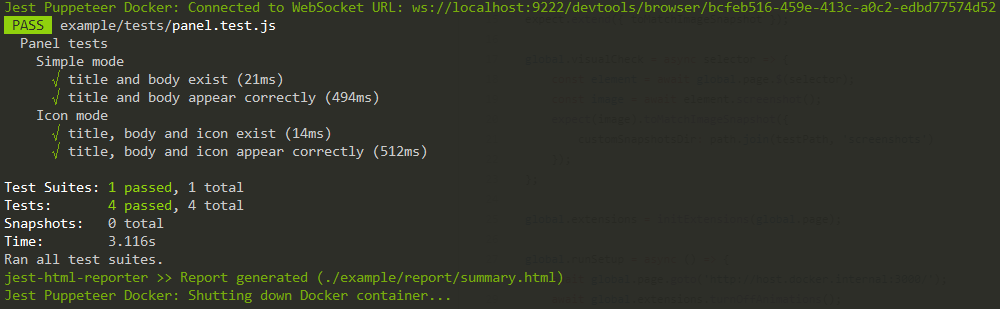 Jest Puppeteer Docker: Connected to WebSocket URL: ws://localhost:9222/devtools/browser/bcfeb516-459e-413c-a0c2-edbd77574d52
PASS example/tests/panel.test.js
Panel tests
Simple mode
√ title and body exist (21ms)
√ title and body appear correctly (494ms)
Icon mode
√ title, body and icon exist (14ms)
√ title, body and icon appear correctly (512ms)
Test Suites: 1 passed, 1 total
Tests: 4 passed, 4 total
Snapshots: 0 total
Time: 3.116s
Ran all test suites.
jest-html-reporter >> Report generated (./example/report/summary.html)
Jest Puppeteer Docker: Shutting down Docker container...